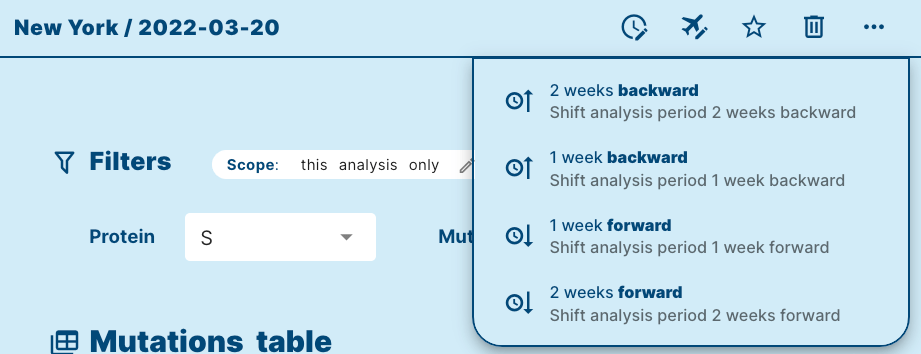 New York / 2022-03-20
2 weeks backward
Shift analysis period 2 weeks backward
1 week backward
Shift analysis period 1 week backward
1 week forward
Shift analysis period 1 week forward
2 weeks forward
Shift analysis period 2 weeks forward
Filters
Scope: this analysis only
Protein
S
Mut
Mutations table